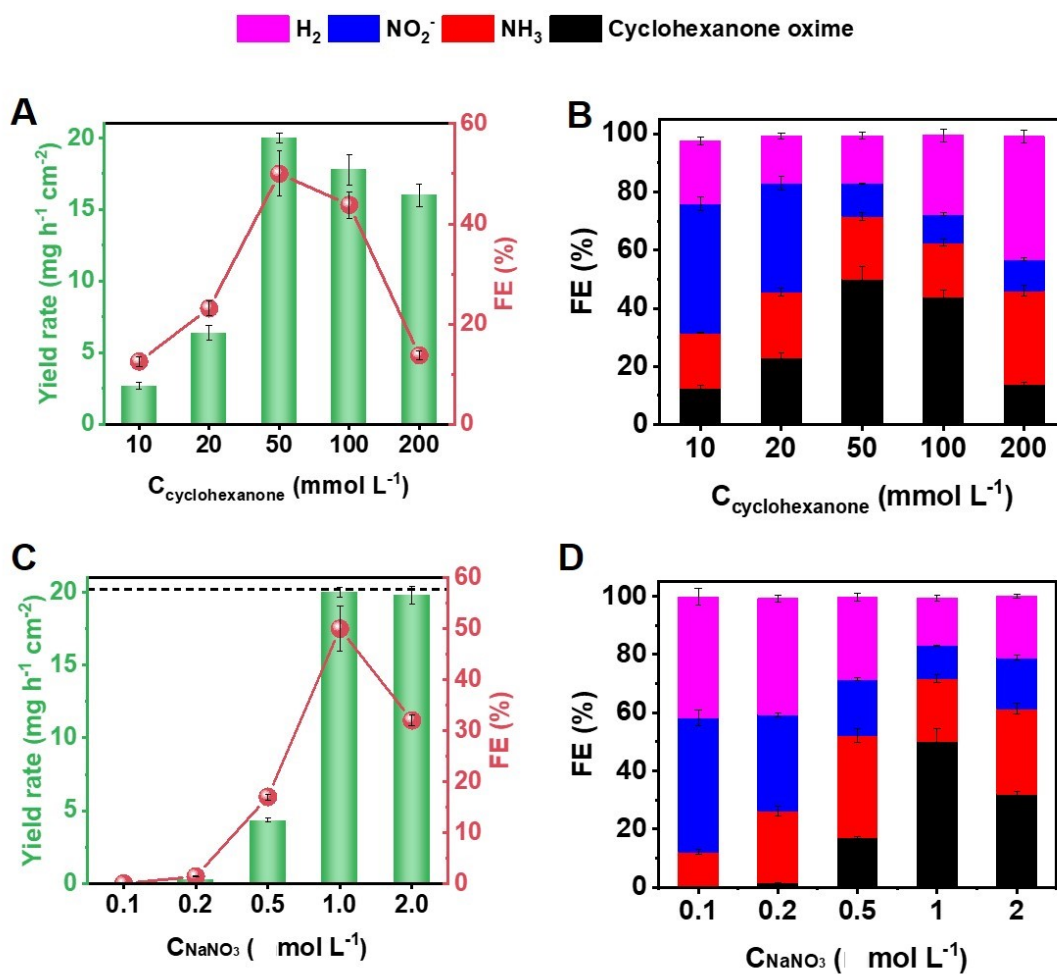 H₂ NO₂⁻ NH₃ Cyclohexanone oxime
A
Yield rate (mg h⁻¹ cm⁻²)
20
15
10
5
0
60
40
20
0
FE (%)
10 20 50 100 200
C_cyclohexanone (mmol L⁻¹)
B
FE (%)
100
80
60
40
20
0
10 20 50 100 200
C_cyclohexanone (mmol L⁻¹)
C
Yield rate (mg h⁻¹ cm⁻²)
20
15
10
5
0
60
50
40
30
20
10
0
FE (%)
0.1 0.2 0.5 1.0 2.0
C_NaNO₃ ( mol L⁻¹)
D
FE (%)
100
80
60
40
20
0
0.1 0.2 0.5 1 2
C_NaNO₃ ( mol L⁻¹)